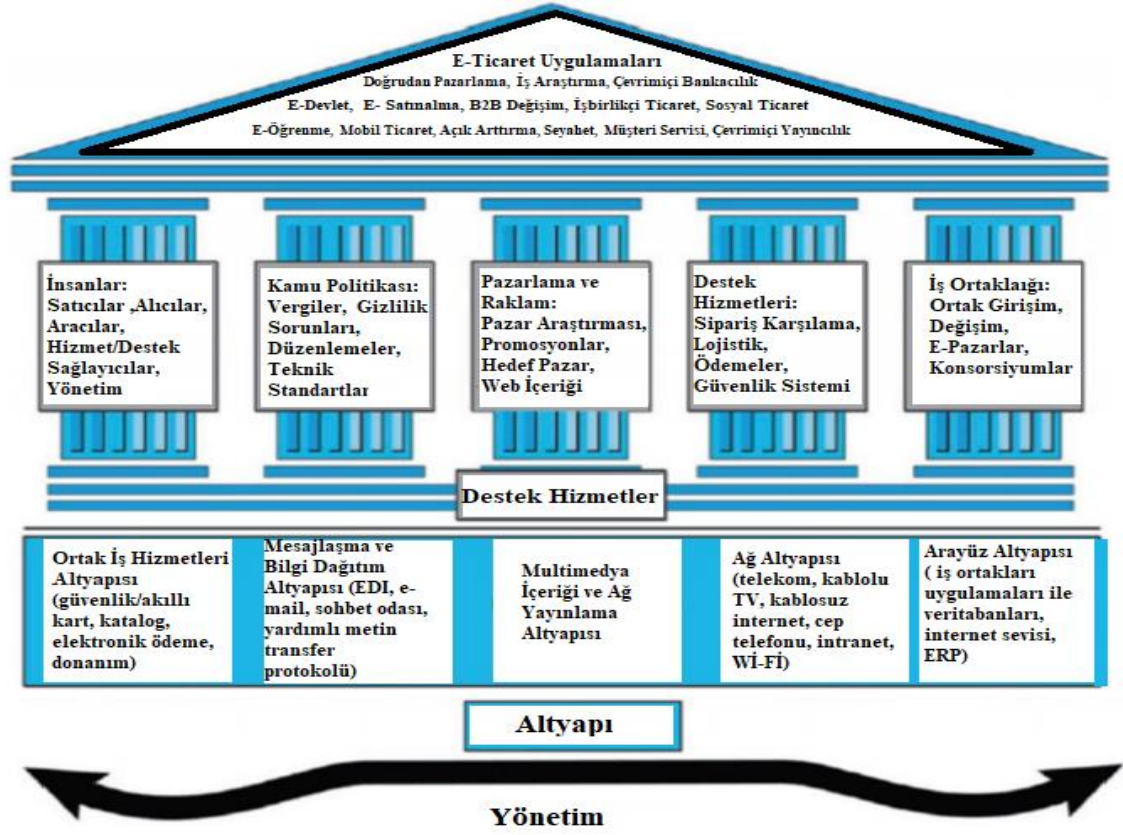 E-Ticaret Uygulamaları
Doğrudan Pazarlama, İş Araştırma, Çevrimiçi Bankacılık
E-Devlet, E- Satınalma, B2B Değişim, İşbirlikçi Ticaret, Sosyal Ticaret
E-Öğrenme, Mobil Ticaret, Açık Arttırma, Seyahet, Müşteri Servisi, Çevrimiçi Yayıncılık
İnsanlar:
Satıcılar ,Alıcılar,
Aracılar,
Hizmet/Destek
Sağlayıcılar,
Yönetim
Kamu Politikası:
Vergiler, Gizlilik
Sorunları,
Düzenlemeler,
Teknik
Standartlar
Pazarlama ve
Raklam:
Pazar Araştırması,
Promosyonlar,
Hedef Pazar,
Web İçeriği
Destek
Hizmetleri:
Sipariş Karşılama,
Lojistik,
Ödemeler,
Güvenlik Sistemi
İş Ortaklaığı:
Ortak Girişim,
Değişim,
E-Pazarlar,
Konsorsiyumlar
Destek Hizmetler
Ortak İş Hizmetleri
Altyapısı
(güvenlik/akıllı
kart, katalog,
elektronik ödeme,
donanım)
Mesajlaşma ve
Bilgi Dağıtım
Altyapısı (EDI, e-
mail, sohbet odası,
yardımlı metin
transfer
protokolü)
Multimedya
İçeriği ve Ağ
Yayınlama
Altyapısı
Ağ Altyapısı
(telekom, kablolu
TV, kablosuz
internet, cep
telefonu, intranet,
Wİ-Fİ)
Arayüz Altyapısı
( iş ortakları
uygulamaları ile
veritabanları,
internet sevisi,
ERP)
Altyapı
Yönetim